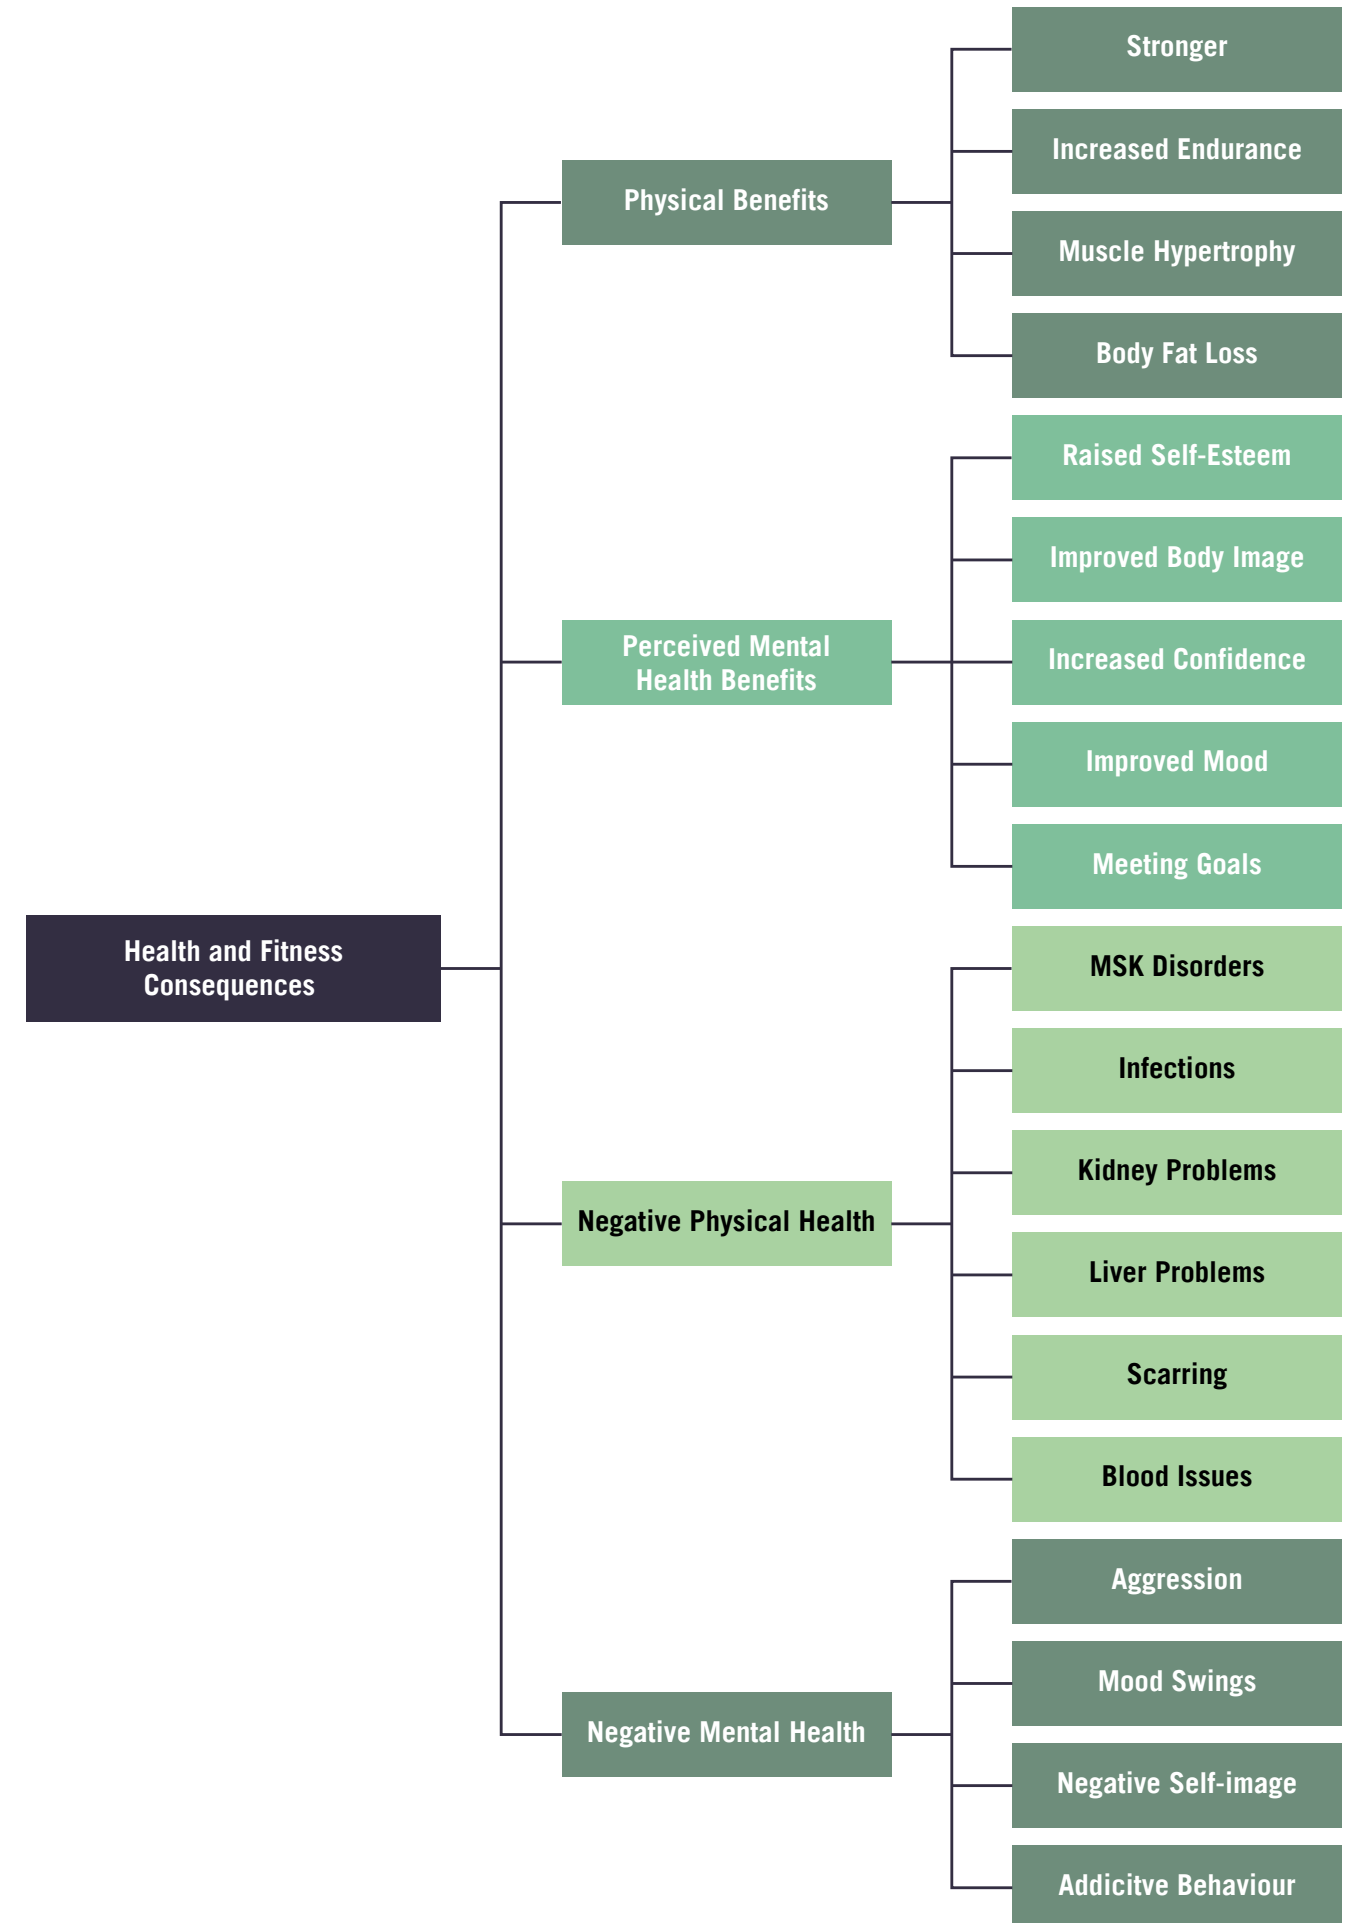 Stronger
Increased Endurance
Physical Benefits
Muscle Hypertrophy
Body Fat Loss
Raised Self-Esteem
Improved Body Image
Perceived Mental
Health Benefits
Increased Confidence
Improved Mood
Meeting Goals
Health and Fitness
Consequences
MSK Disorders
Infections
Kidney Problems
Negative Physical Health
Liver Problems
Scarring
Blood Issues
Aggression
Mood Swings
Negative Mental Health
Negative Self-image
Addicitve Behaviour